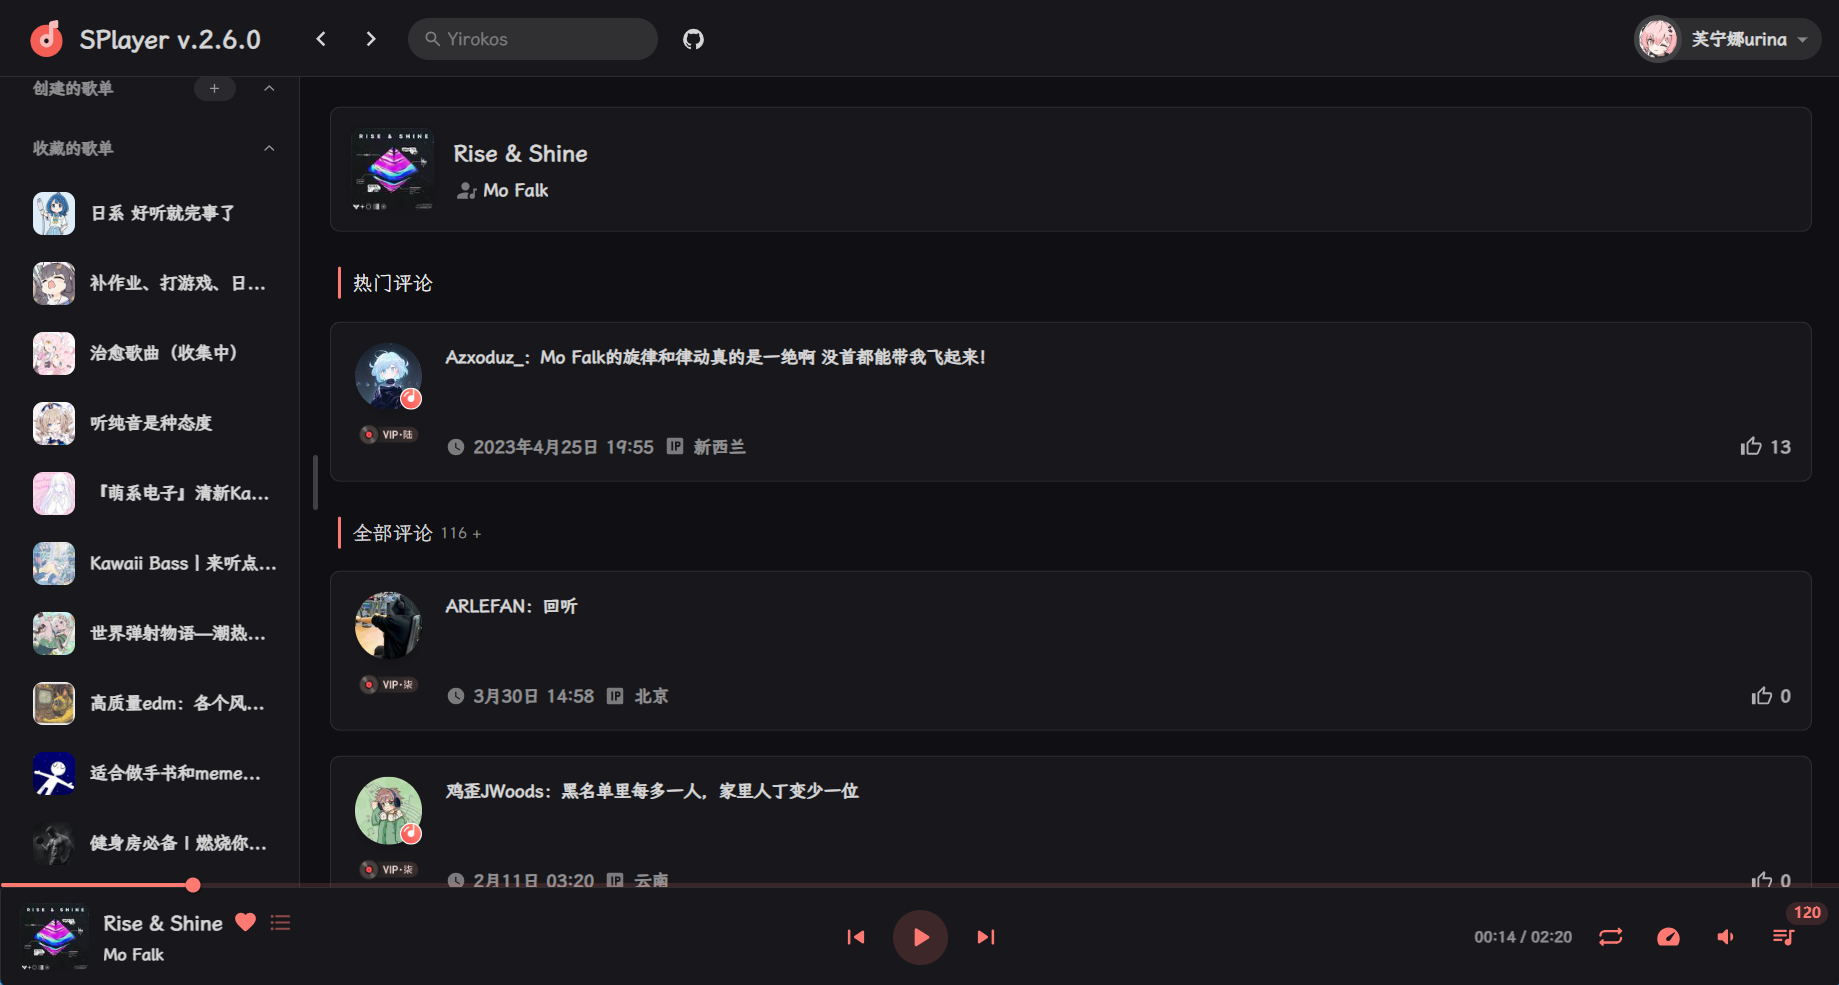 SPlayer v.2.6.0
Yirokos
芙宁娜urina
创建的歌单
收藏的歌单
日系 好听就完事了
补作业、打游戏、日...
治愈歌曲（收集中）
听纯音是种态度
『萌系电子』清新Ka...
Kawaii Bass丨来听点...
世界弹射物语—潮热...
高质量edm：各个风...
适合做手书和meme...
健身房必备丨燃烧你...
RISE & SHINE
Rise & Shine
Mo Falk
热门评论
Azxoduz_：Mo Falk的旋律和律动真的是一绝啊 没首都能带我飞起来！
VIP·陆
2023年4月25日 19:55 IP 新西兰
13
全部评论 116 +
ARLEFAN：回听
VIP·柒
3月30日 14:58 IP 北京
0
鸡歪JWoods：黑名单里每多一人，家里人丁变少一位
VIP·柒
2月11日 03:20 IP 云南
0
RISE & SHINE
Rise & Shine
Mo Falk
00:14 / 02:20
120